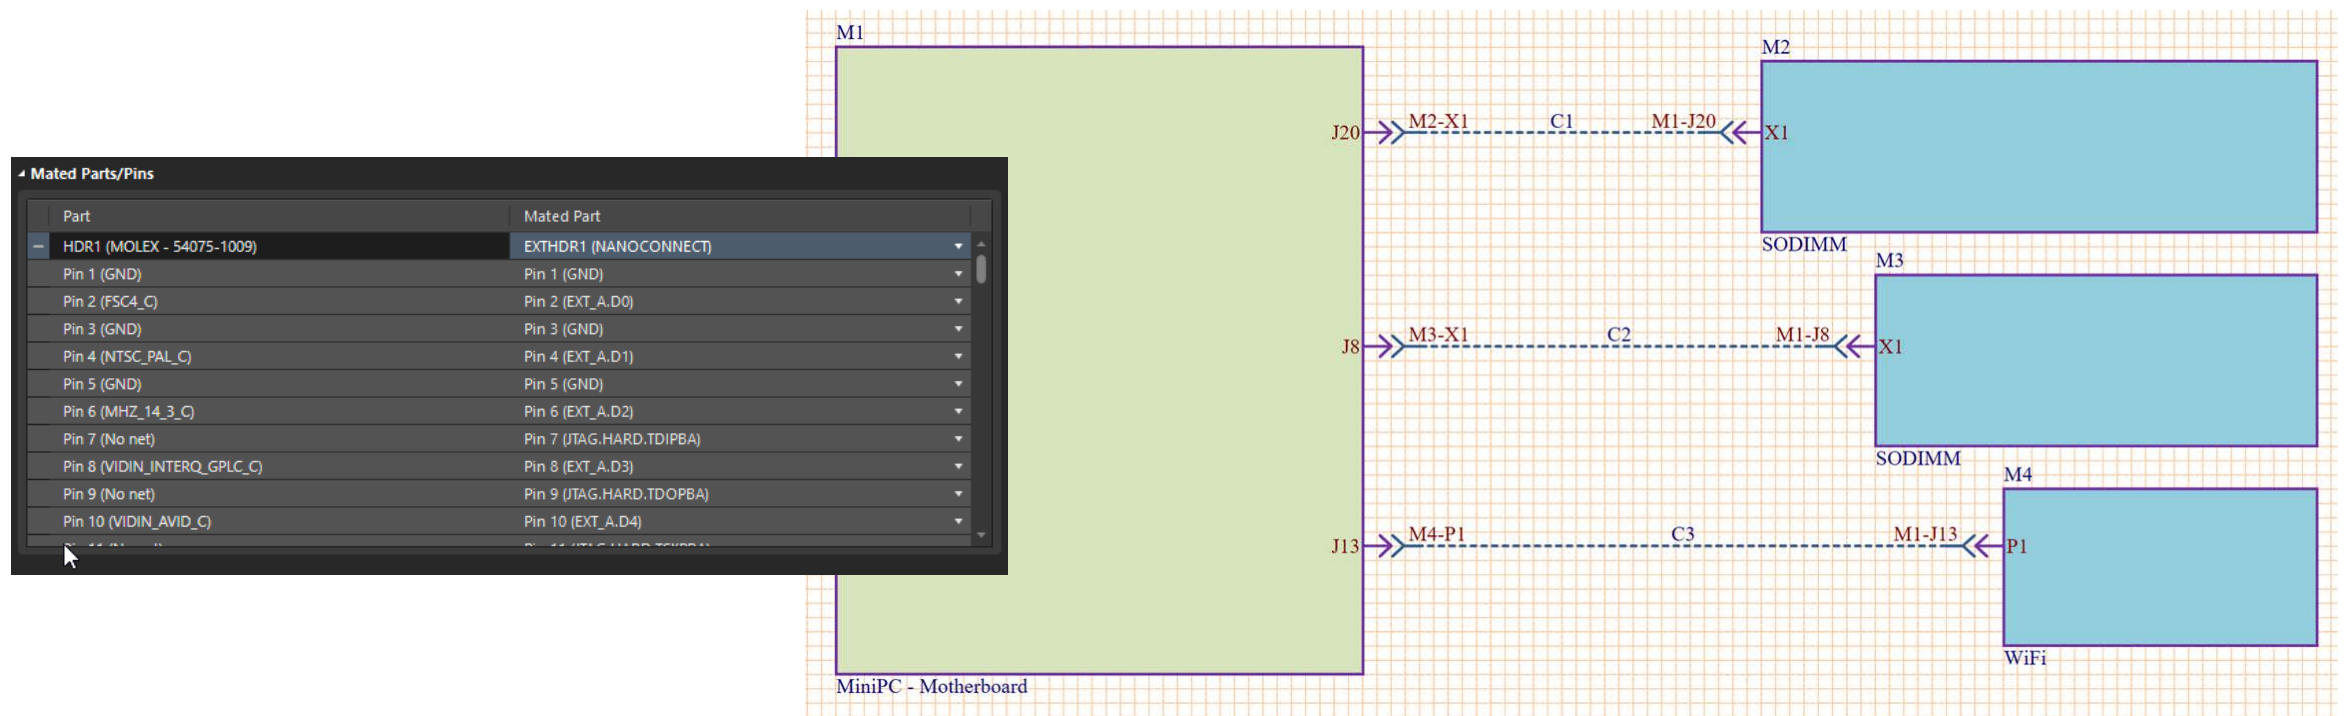 Mated Parts/Pins
Part Mated Part
HDR1 (MOLEX - 54075-1009) EXTHDR1 (NANOCONNECT)
Pin 1 (GND) Pin 1 (GND)
Pin 2 (FSC4_C) Pin 2 (EXT_A.D0)
Pin 3 (GND) Pin 3 (GND)
Pin 4 (NTSC_PAL_C) Pin 4 (EXT_A.D1)
Pin 5 (GND) Pin 5 (GND)
Pin 6 (MHZ_14_3_C) Pin 6 (EXT_A.D2)
Pin 7 (No net) Pin 7 (JTAG.HARD.TDIPBA)
Pin 8 (VIDIN_INTERQ_GPLC_C) Pin 8 (EXT_A.D3)
Pin 9 (No net) Pin 9 (JTAG.HARD.TDOPBA)
Pin 10 (VIDIN_AVID_C) Pin 10 (EXT_A.D4)
M1
M2
J20 M2-X1 C1 M1-J20 X1
SODIMM
M3
J8 M3-X1 C2 M1-J8 X1
SODIMM
M4
J13 M4-P1 C3 M1-J13 P1
WiFi
MiniPC - Motherboard